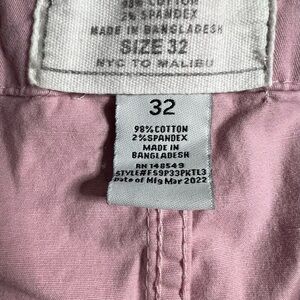 98% COTTON
2% SPANDEX
MADE IN BANGLADESH
SIZE 32
NYC TO MALIBU
32
98%COTTON
2%SPANDEX
MADE IN
BANGLADESH
RN 148549
STYLE#FS9P33PKTL3
Date of Mfg Mar 2022